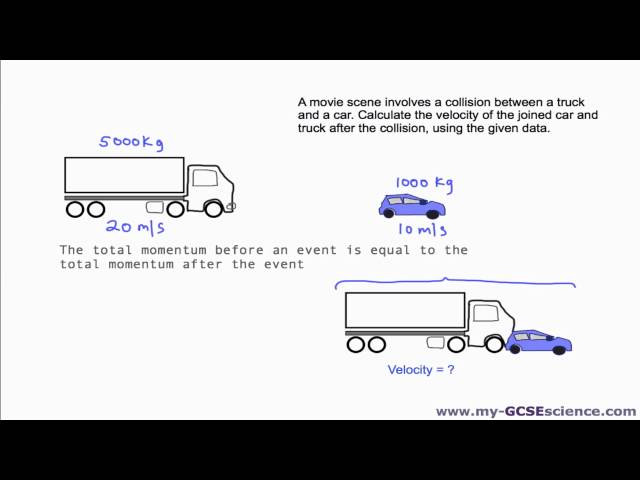 A movie scene involves a collision between a truck
and a car. Calculate the velocity of the joined car and
truck after the collision, using the given data.
5000Kg
1000 Kg
20 m/s
10 m/s
The total momentum before an event is equal to the
total momentum after the event
Velocity = ?
www.my-GCSEscience.com